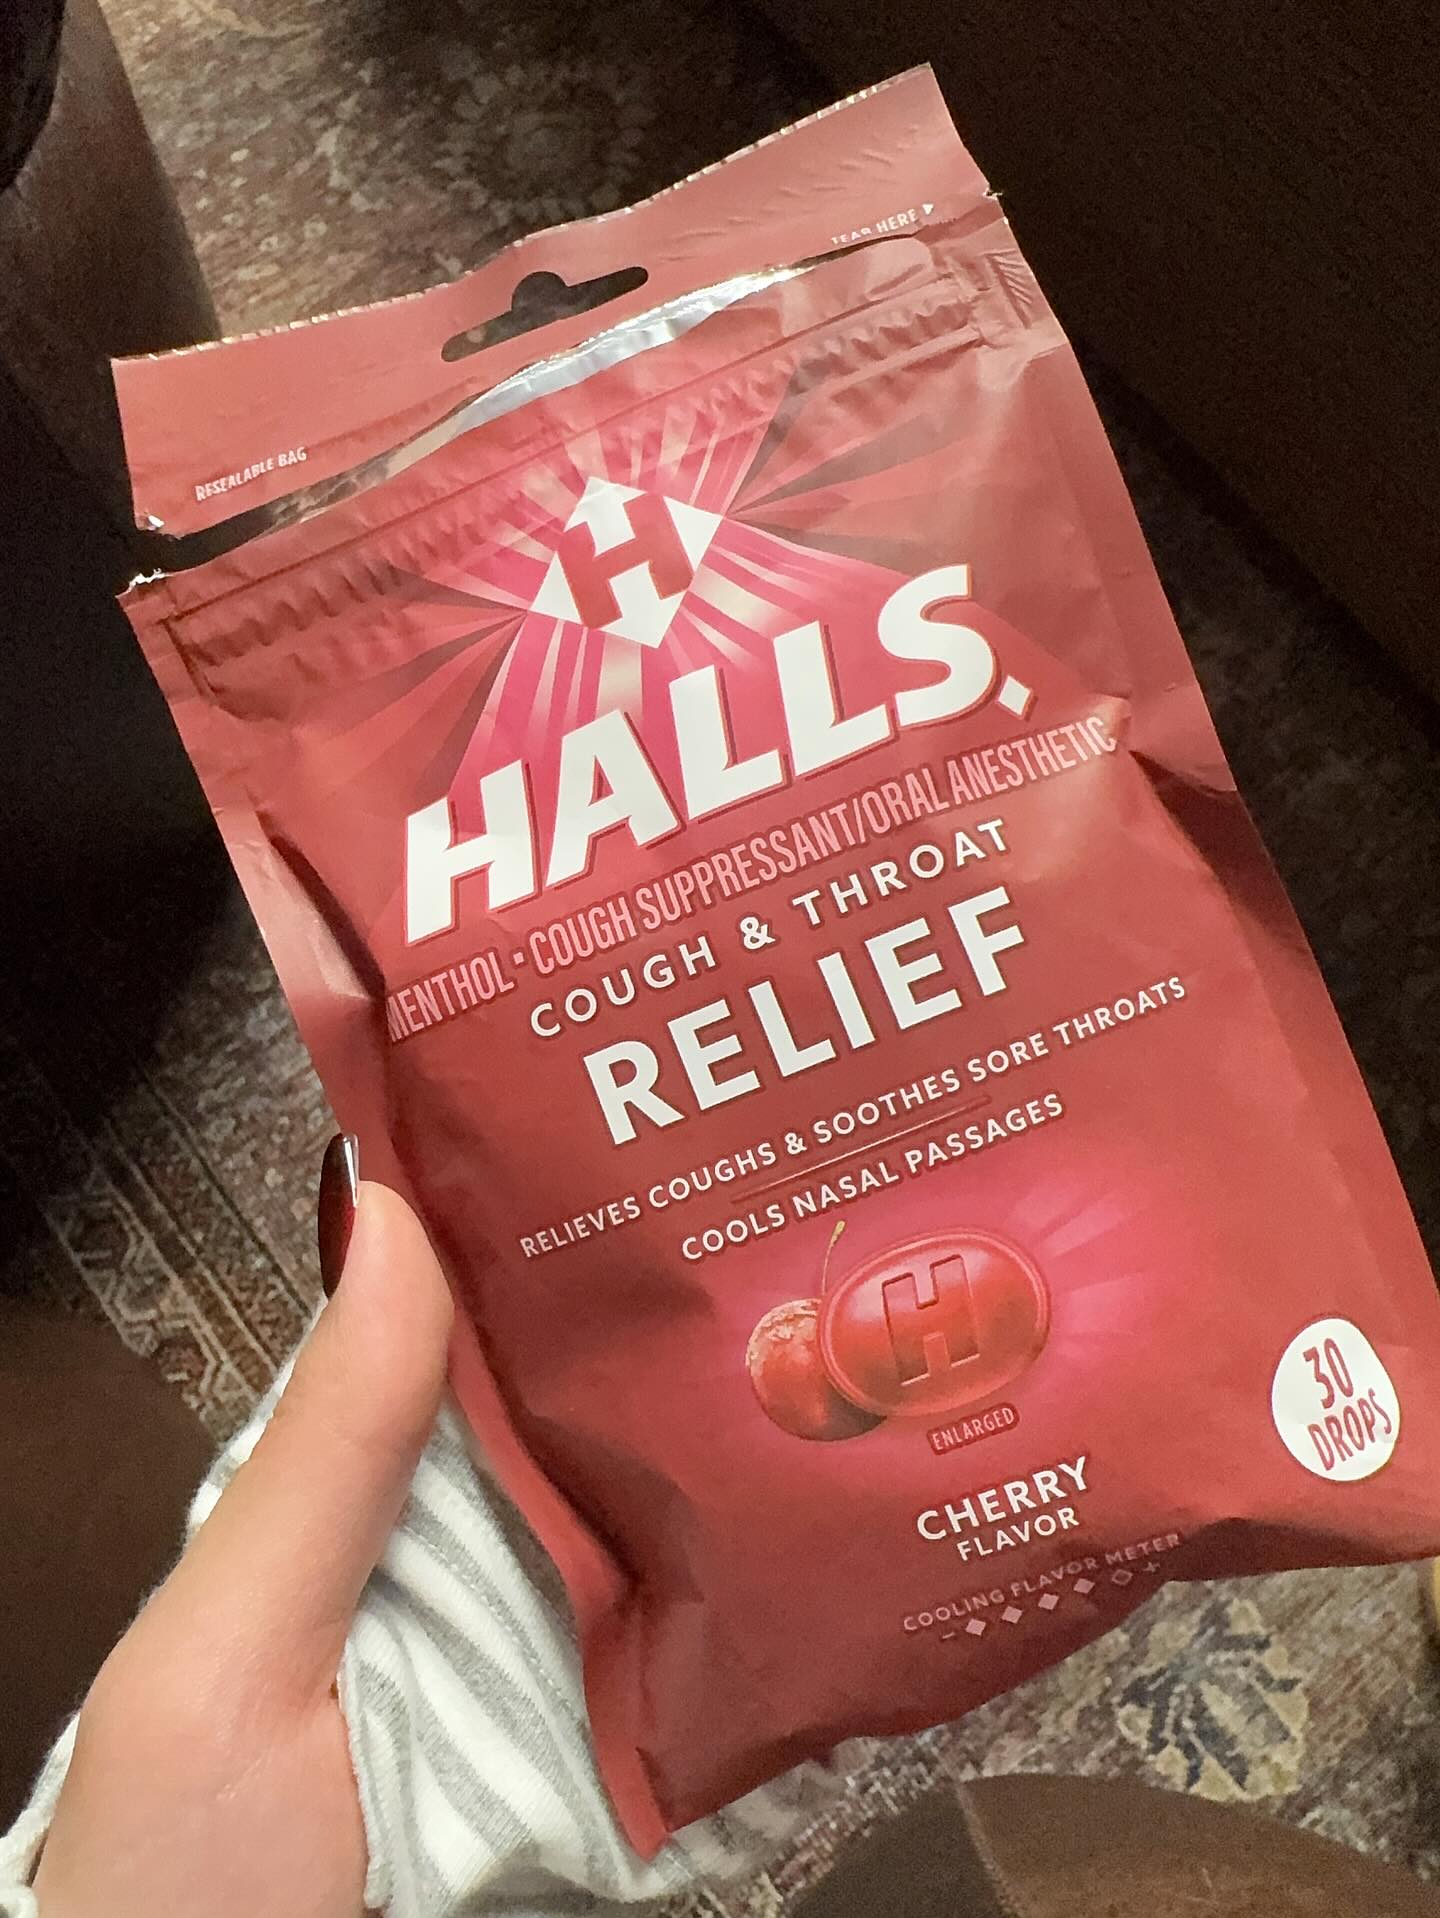 TEAR HERE
RESEALABLE BAG
H
HALLS
MENTHOL • COUGH SUPPRESSANT/ORAL ANESTHETIC
COUGH & THROAT
RELIEF
RELIEVES COUGHS & SOOTHES SORE THROATS
COOLS NASAL PASSAGES
H
ENLARGED
30
DROPS
CHERRY
FLAVOR
COOLING FLAVOR METER
- +